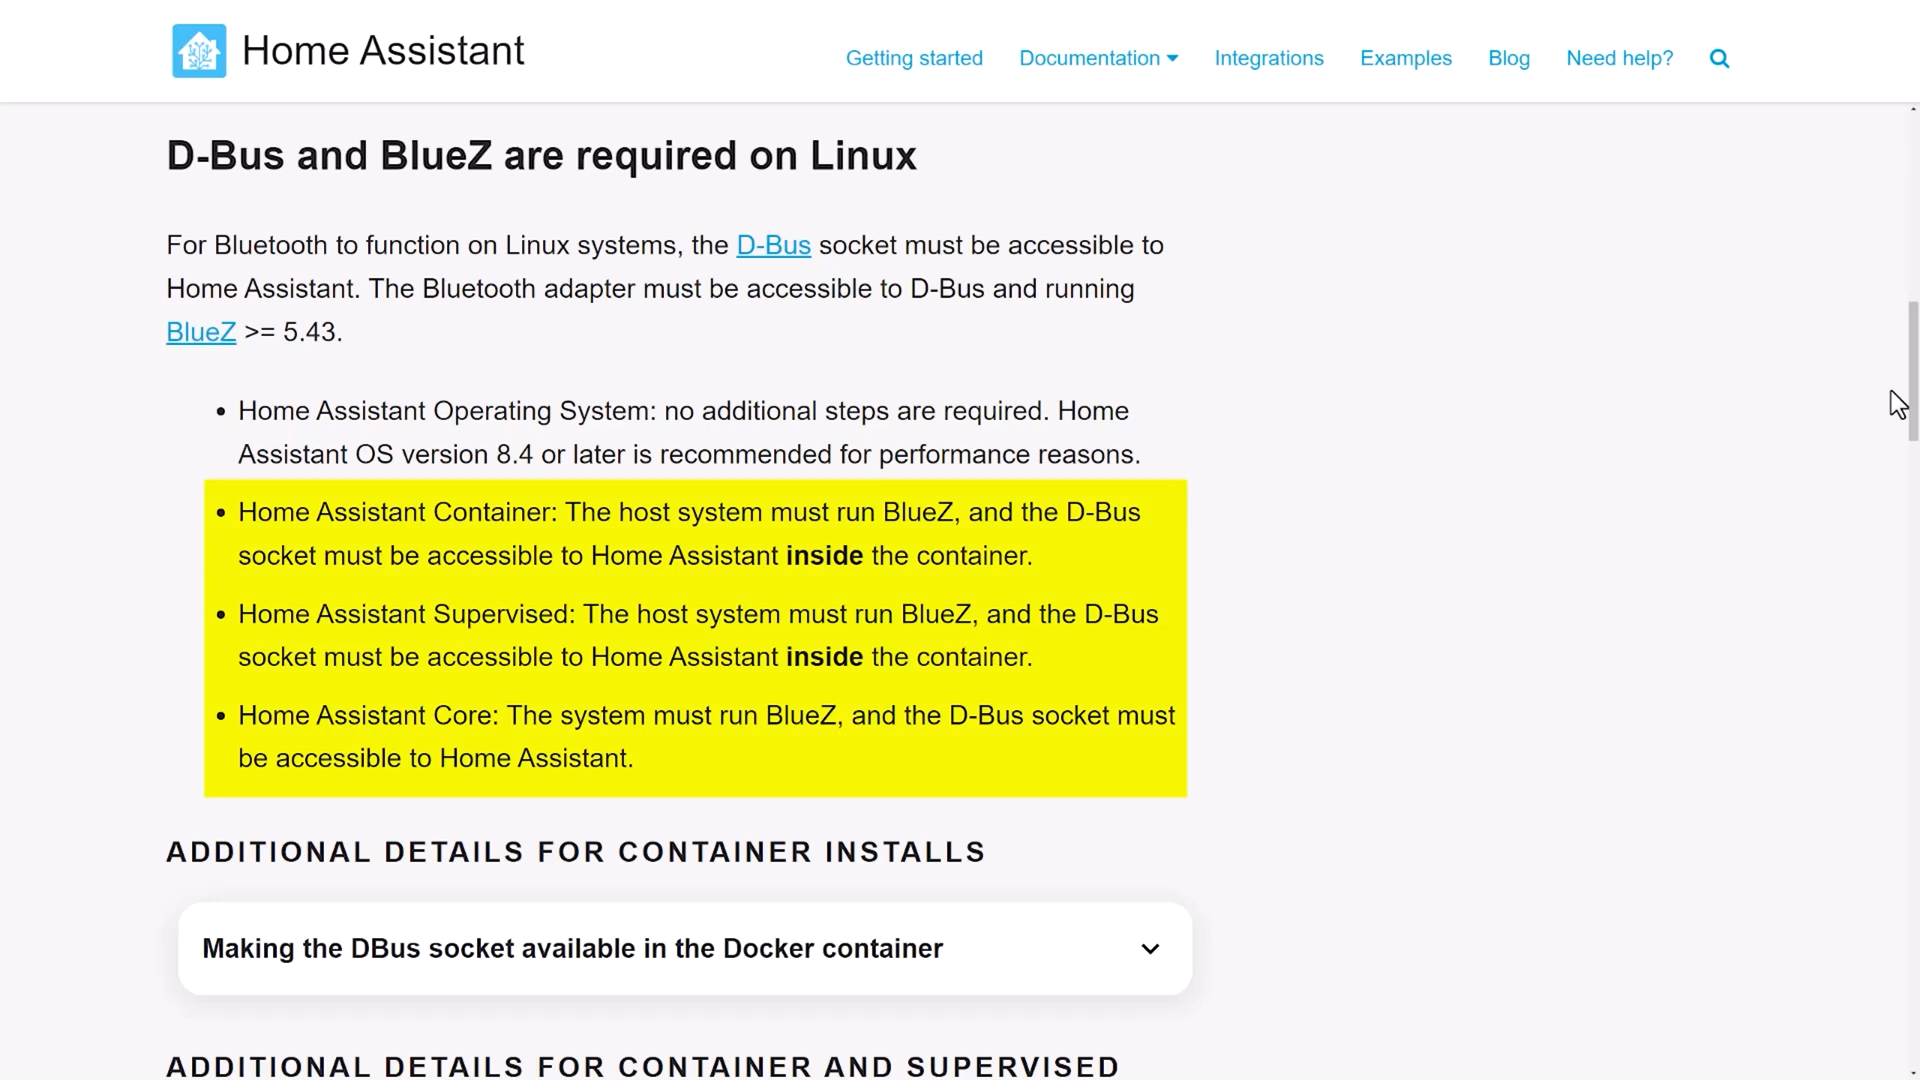 Home Assistant
Getting started Documentation Integrations Examples Blog Need help?
D-Bus and BlueZ are required on Linux
For Bluetooth to function on Linux systems, the D-Bus socket must be accessible to
Home Assistant. The Bluetooth adapter must be accessible to D-Bus and running
BlueZ >= 5.43.
• Home Assistant Operating System: no additional steps are required. Home
Assistant OS version 8.4 or later is recommended for performance reasons.
• Home Assistant Container: The host system must run BlueZ, and the D-Bus
socket must be accessible to Home Assistant inside the container.
• Home Assistant Supervised: The host system must run BlueZ, and the D-Bus
socket must be accessible to Home Assistant inside the container.
• Home Assistant Core: The system must run BlueZ, and the D-Bus socket must
be accessible to Home Assistant.
ADDITIONAL DETAILS FOR CONTAINER INSTALLS
Making the DBus socket available in the Docker container
ADDITIONAL DETAILS FOR CONTAINER AND SUPERVISED